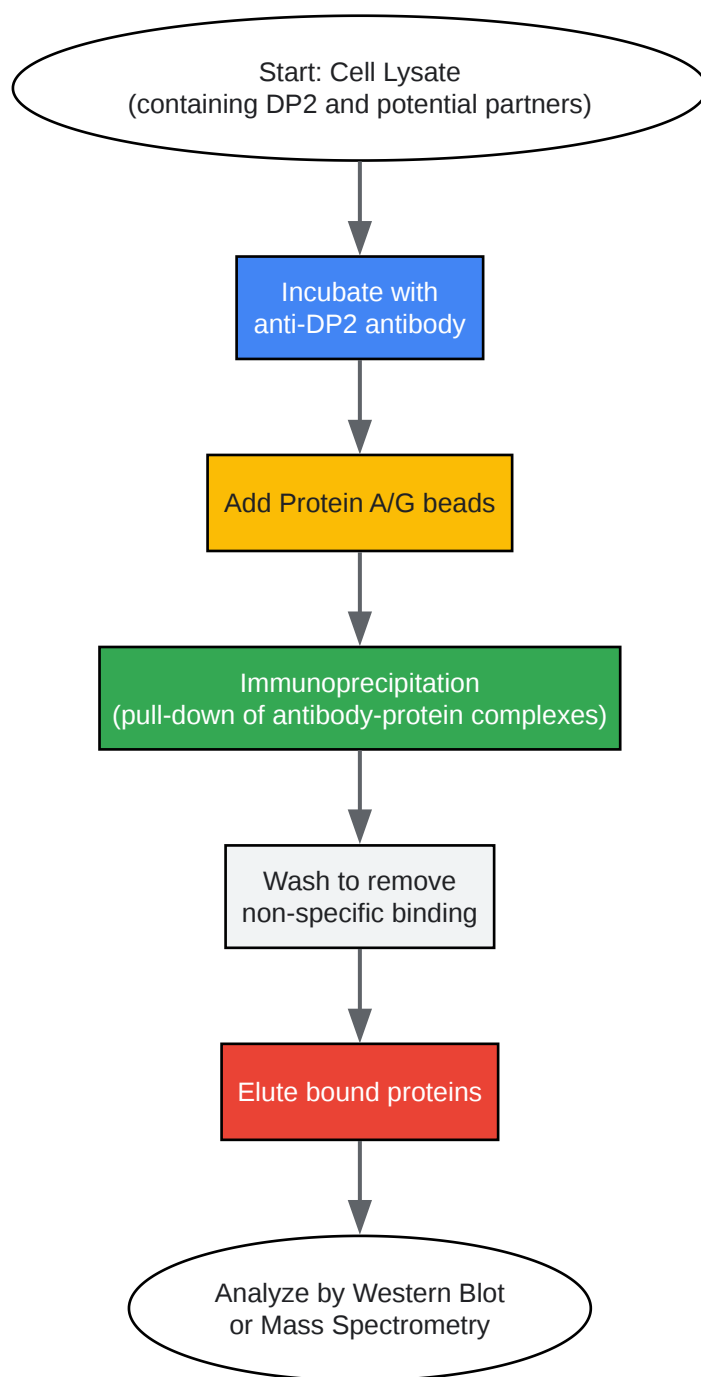 Start: Cell Lysate
(containing DP2 and potential partners)
Incubate with
anti-DP2 antibody
Add Protein A/G beads
Immunoprecipitation
(pull-down of antibody-protein complexes)
Wash to remove
non-specific binding
Elute bound proteins
Analyze by Western Blot
or Mass Spectrometry